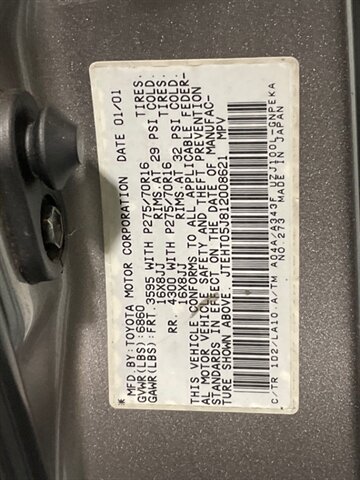 *MFD.BY:TOYOTA MOTOR CORPORATION DATE 01/01
GVWR(LBS):6860
GAWR(LBS):FRT 3595 WITH P275/70R16 TIRES.
16X8JJ RIMS.AT 29 PSI COLD.
RR. 4300 WITH P275/70R16 TIRES.
16X8JJ RIMS.AT 32 PSI COLD.
THIS VEHICLE CONFORMS TO ALL APPLICABLE FEDER-
AL MOTOR VEHICLE SAFETY AND THEFT PREVENTION
STANDARDS IN EFFECT ON THE DATE OF MANUFAC-
TURE SHOWN ABOVE. JTEHT05J812008621 MPV
C/TR 1D2/LA10 A/TM A04A/A343F UZJ100L-GNPEKA
NO.273 MADE IN JAPAN